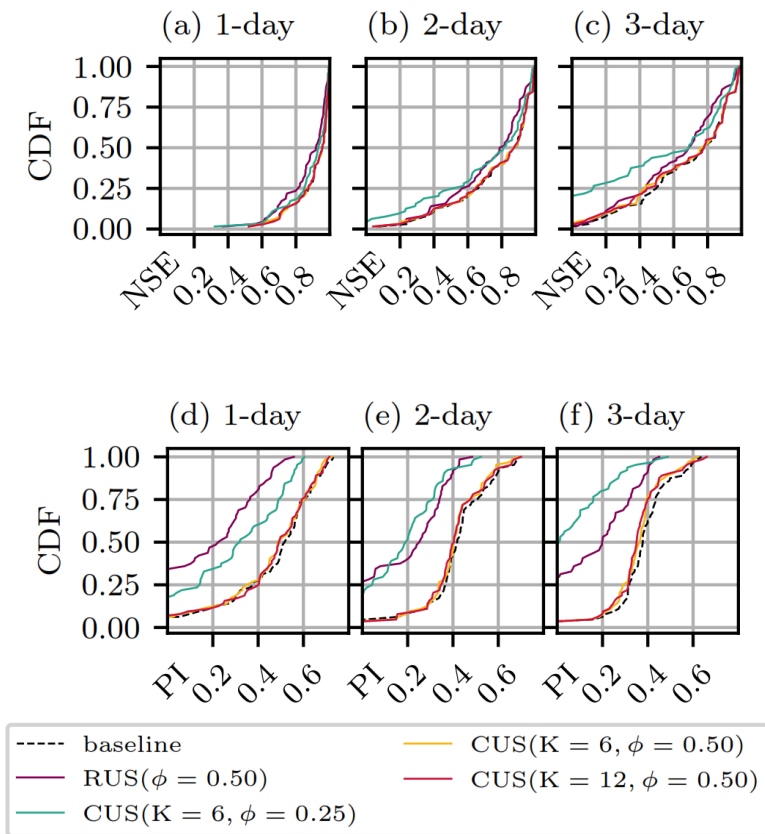 (a) 1-day (b) 2-day (c) 3-day
1.00
0.75
0.50
0.25
0.00
CDF
NSE 0.2 0.4 0.6 0.8 NSE 0.2 0.4 0.6 0.8 NSE 0.2 0.4 0.6 0.8
(d) 1-day (e) 2-day (f) 3-day
1.00
0.75
0.50
0.25
0.00
CDF
PI 0.2 0.4 0.6 PI 0.2 0.4 0.6 PI 0.2 0.4 0.6
baseline
RUS(ϕ = 0.50)
CUS(K = 6, ϕ = 0.25)
CUS(K = 6, ϕ = 0.50)
CUS(K = 12, ϕ = 0.50)